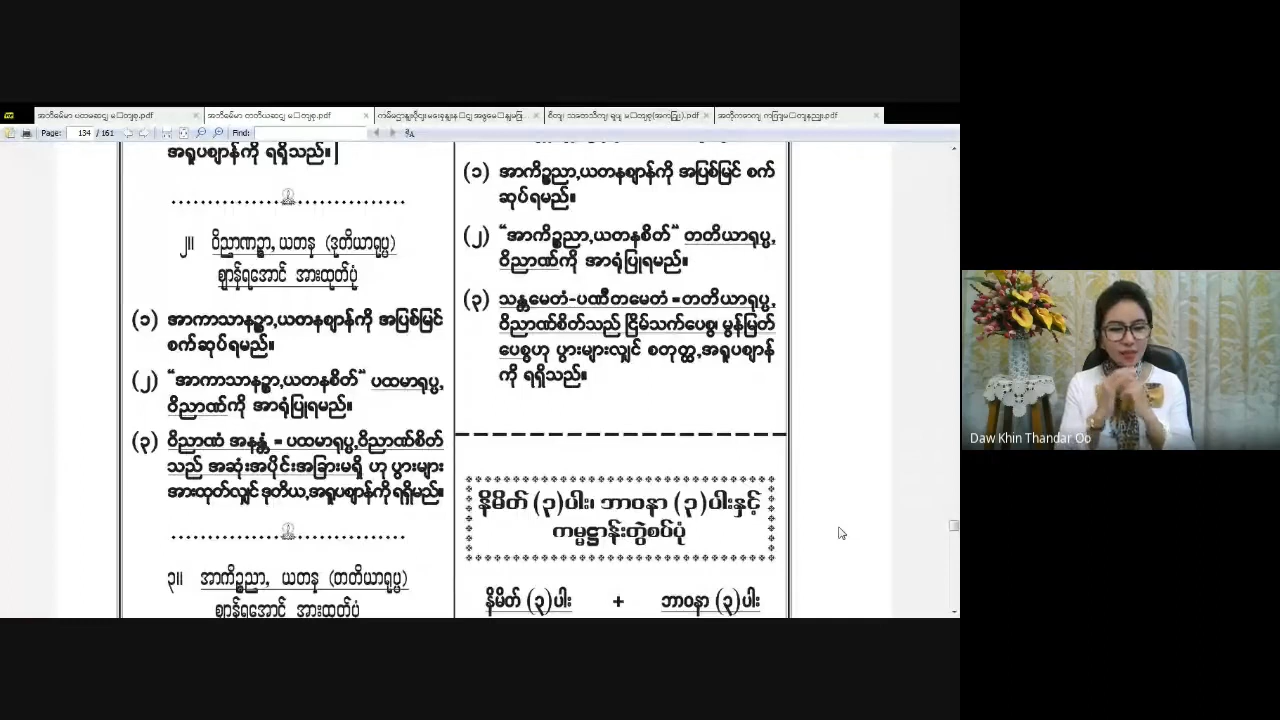 Page: 134 / 161 Find:
အရူပဈာန်ကို ရရှိသည်။
၂။ ဝိညာဏဉ္စာ,ယတန (ဒုတိယာရုပ္ပ)
ဈာန်ရအောင် အားထုတ်ပုံ
(၁) အာကာသာနဉ္စာ,ယတနဈာန်ကို အပြစ်မြင်
စက်ဆုပ်ရမည်။
(၂) “အာကာသာနဉ္စာ,ယတနစိတ်” ပထမာရုပ္ပ,
ဝိညာဏ်ကို အာရုံပြုရမည်။
(၃) ဝိညာဏံ အနန္တံ = ပထမာရုပ္ပ,ဝိညာဏ်စိတ်
သည် အဆုံးအပိုင်းအခြားမရှိ ဟု ပွားများ
အားထုတ်လျှင် ဒုတိယ,အရူပဈာန်ကို ရရှိမည်။
၃။ အာကိဉ္စညာ, ယတန (တတိယာရုပ္ပ)
ဈာန်ရအောင် အားထုတ်ပုံ
(၁) အာကိဉ္စညာ,ယတနဈာန်ကို အပြစ်မြင် စက်
ဆုပ်ရမည်။
(၂) “အာကိဉ္စညာ,ယတနစိတ်” တတိယာရုပ္ပ,
ဝိညာဏ်ကို အာရုံပြုရမည်။
(၃) သန္တမေတံ-ပဏီတမေတံ =တတိယာရုပ္ပ,
ဝိညာဏ်စိတ်သည် ငြိမ်သက်ပေစွ၊ မွန်မြတ်
ပေစွဟု ပွားများလျှင် စတုတ္ထ,အရူပဈာန်
ကို ရရှိသည်။
နိမိတ် (၃)ပါး၊ ဘာဝနာ (၃)ပါးနှင့်
ကမ္မဋ္ဌာန်းတွဲစပ်ပုံ
နိမိတ် (၃)ပါး + ဘာဝနာ (၃)ပါး
Daw Khin Thandar Oo